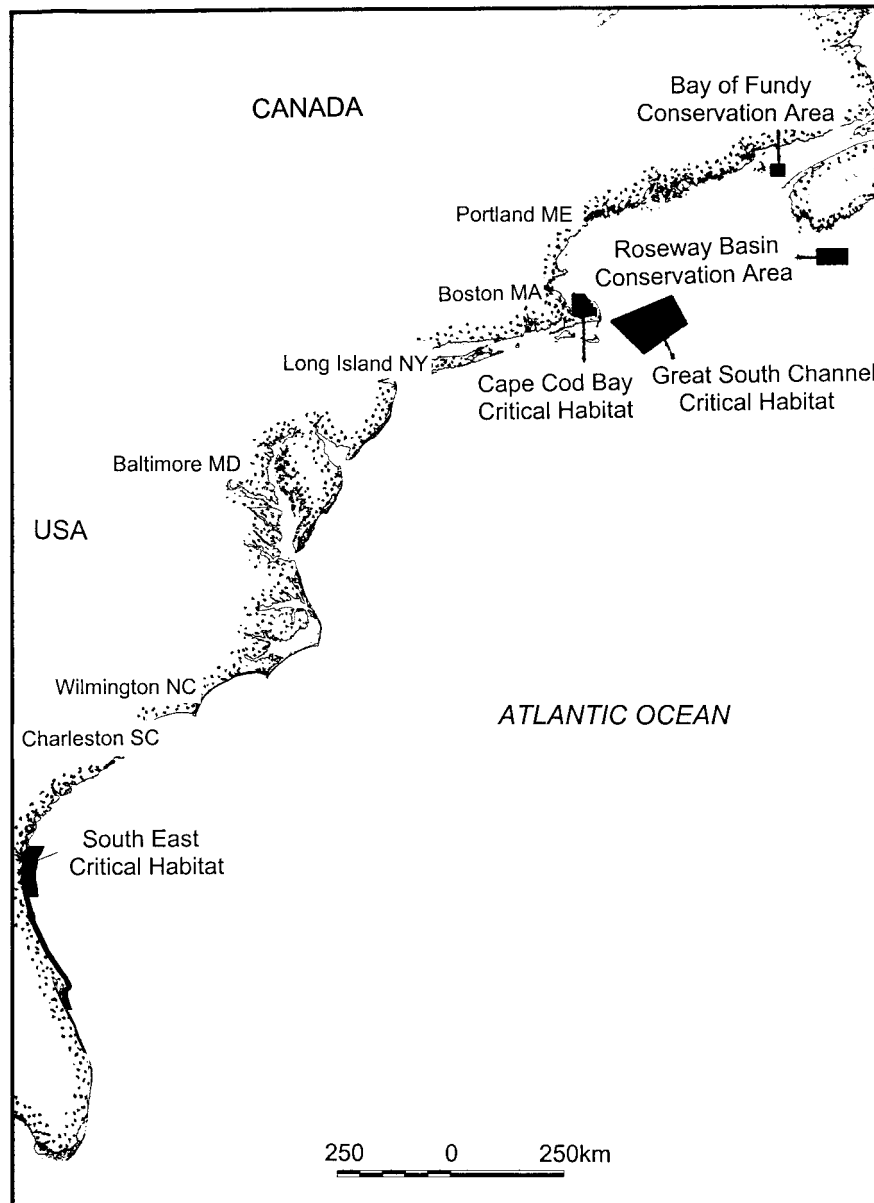 CANADA
Bay of Fundy
Conservation Area
Portland ME
Roseway Basin
Conservation Area
Boston MA
Long Island NY
Cape Cod Bay
Critical Habitat
Great South Channel
Critical Habitat
Baltimore MD
USA
Wilmington NC
ATLANTIC OCEAN
Charleston SC
South East
Critical Habitat
250 0 250km